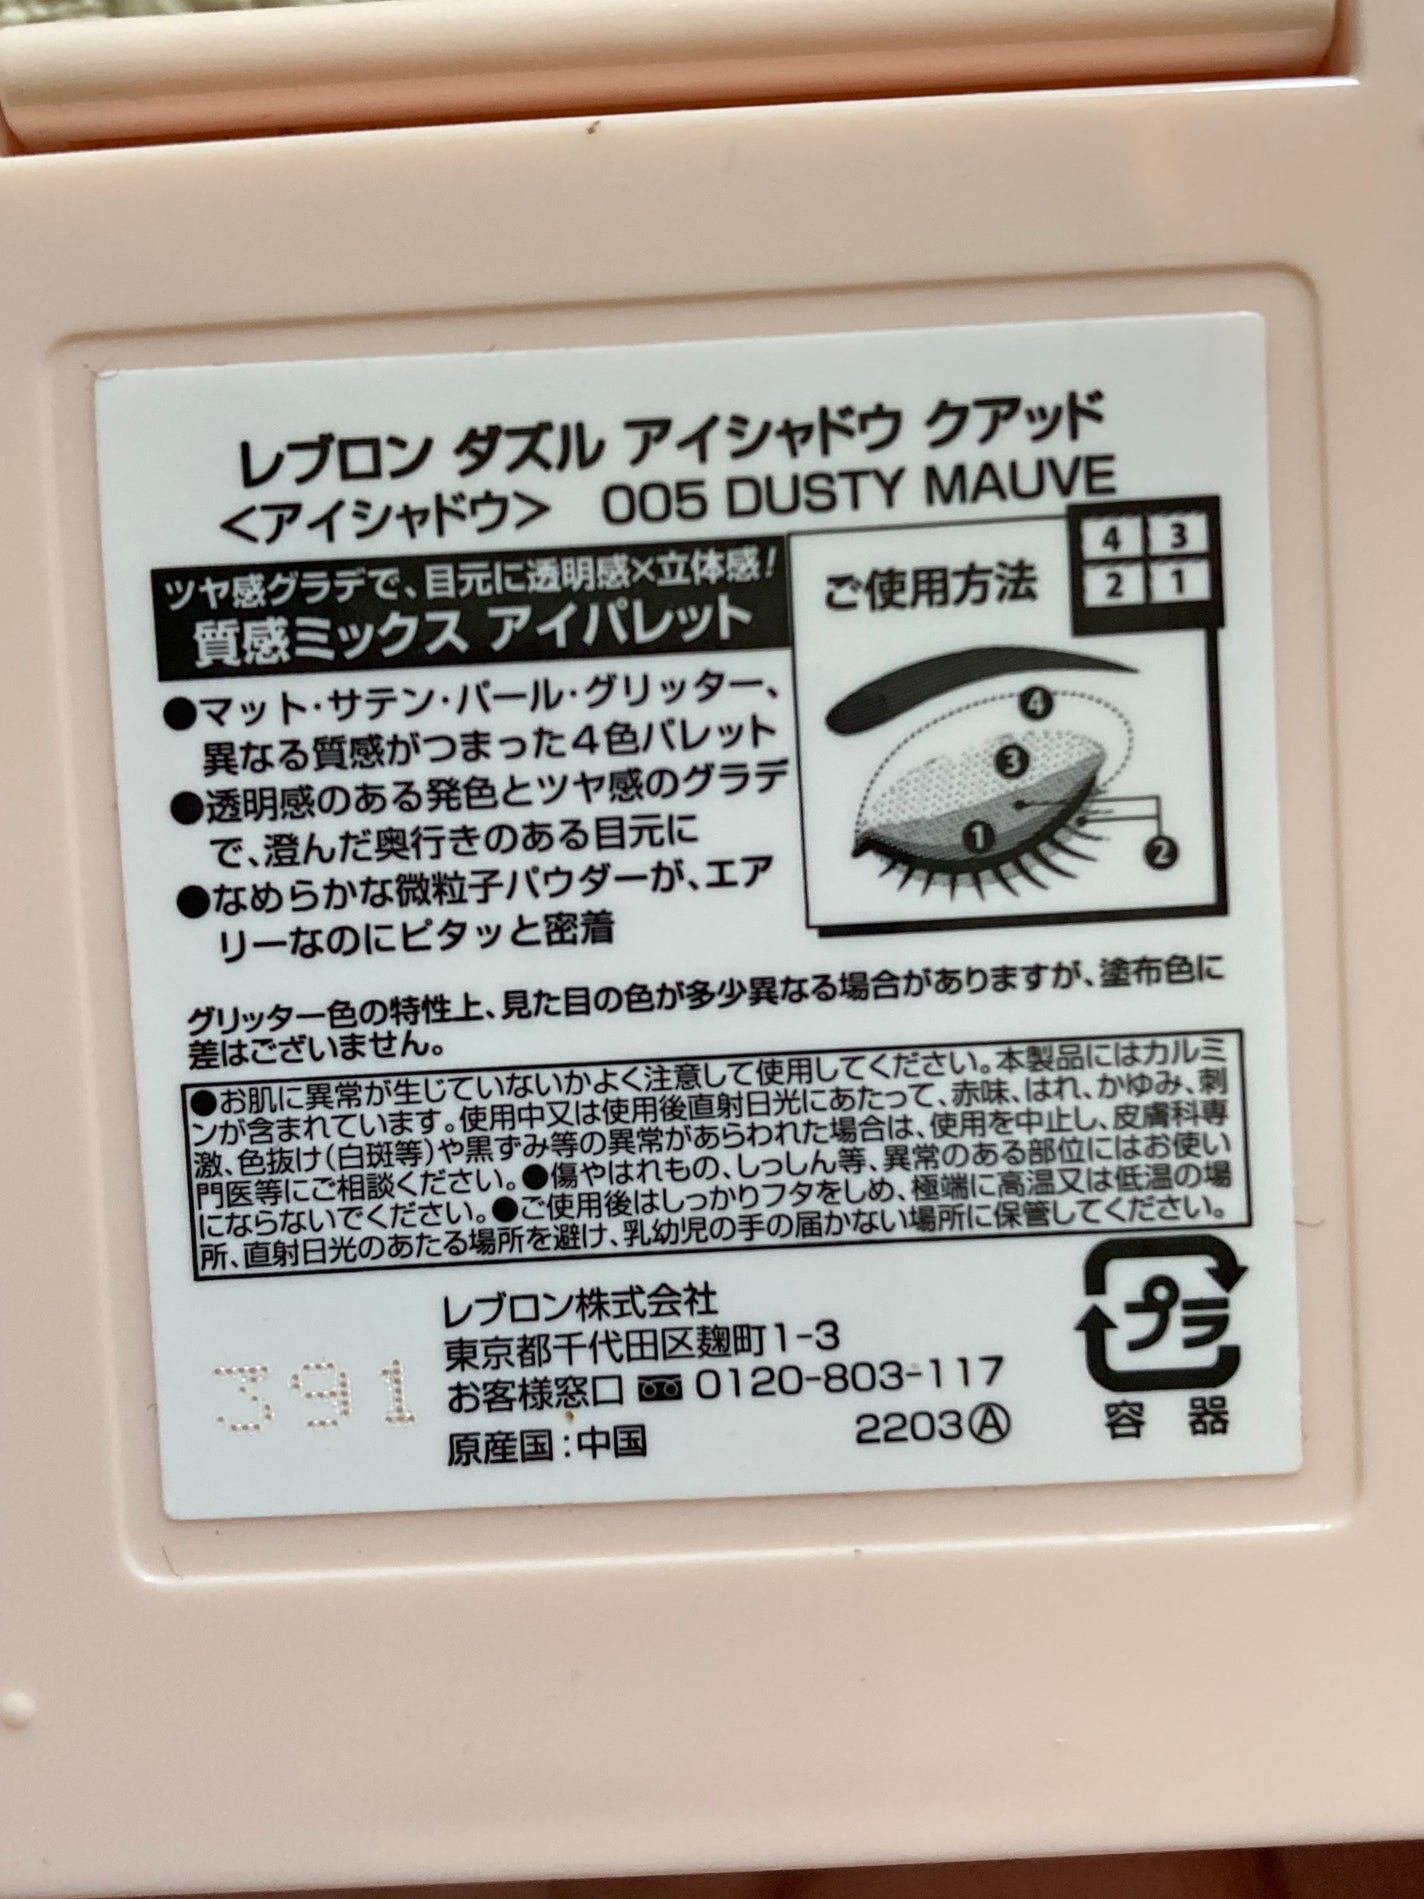 レブロン ダズル アイシャドウ クアッド
<アイシャドウ> 005 DUSTY MAUVE
ツヤ感グラデで、目元に透明感×立体感!
質感ミックス アイパレット
●マット・サテン・パール・グリッター、
異なる質感がつまった4色パレット
●透明感のある発色とツヤ感のグラデ
で、澄んだ奥行きのある目元に
●なめらかな微粒子パウダーが、エア
リーなのにピタッと密着
ご使用方法
4 3
2 1
4
3
1
2
グリッター色の特性上、見た目の色が多少異なる場合がありますが、塗布色に
差はございません。
●お肌に異常が生じていないかよく注意して使用してください。本製品にはカルミ
ンが含まれています。使用中又は使用後直射日光にあたって、赤味、はれ、かゆみ、刺
激、色抜け(白斑等)や黒ずみ等の異常があらわれた場合は、使用を中止し、皮膚科専
門医等にご相談ください。●傷やはれもの、しっしん等、異常のある部位にはお使い
にならないでください。●ご使用後はしっかりフタをしめ、極端に高温又は低温の場
所、直射日光のあたる場所を避け、乳幼児の手の届かない場所に保管してください。
レブロン株式会社
東京都千代田区麹町1-3
お客様窓口 0120-803-117
原産国:中国
2203Ⓐ
391
プラ
容 器